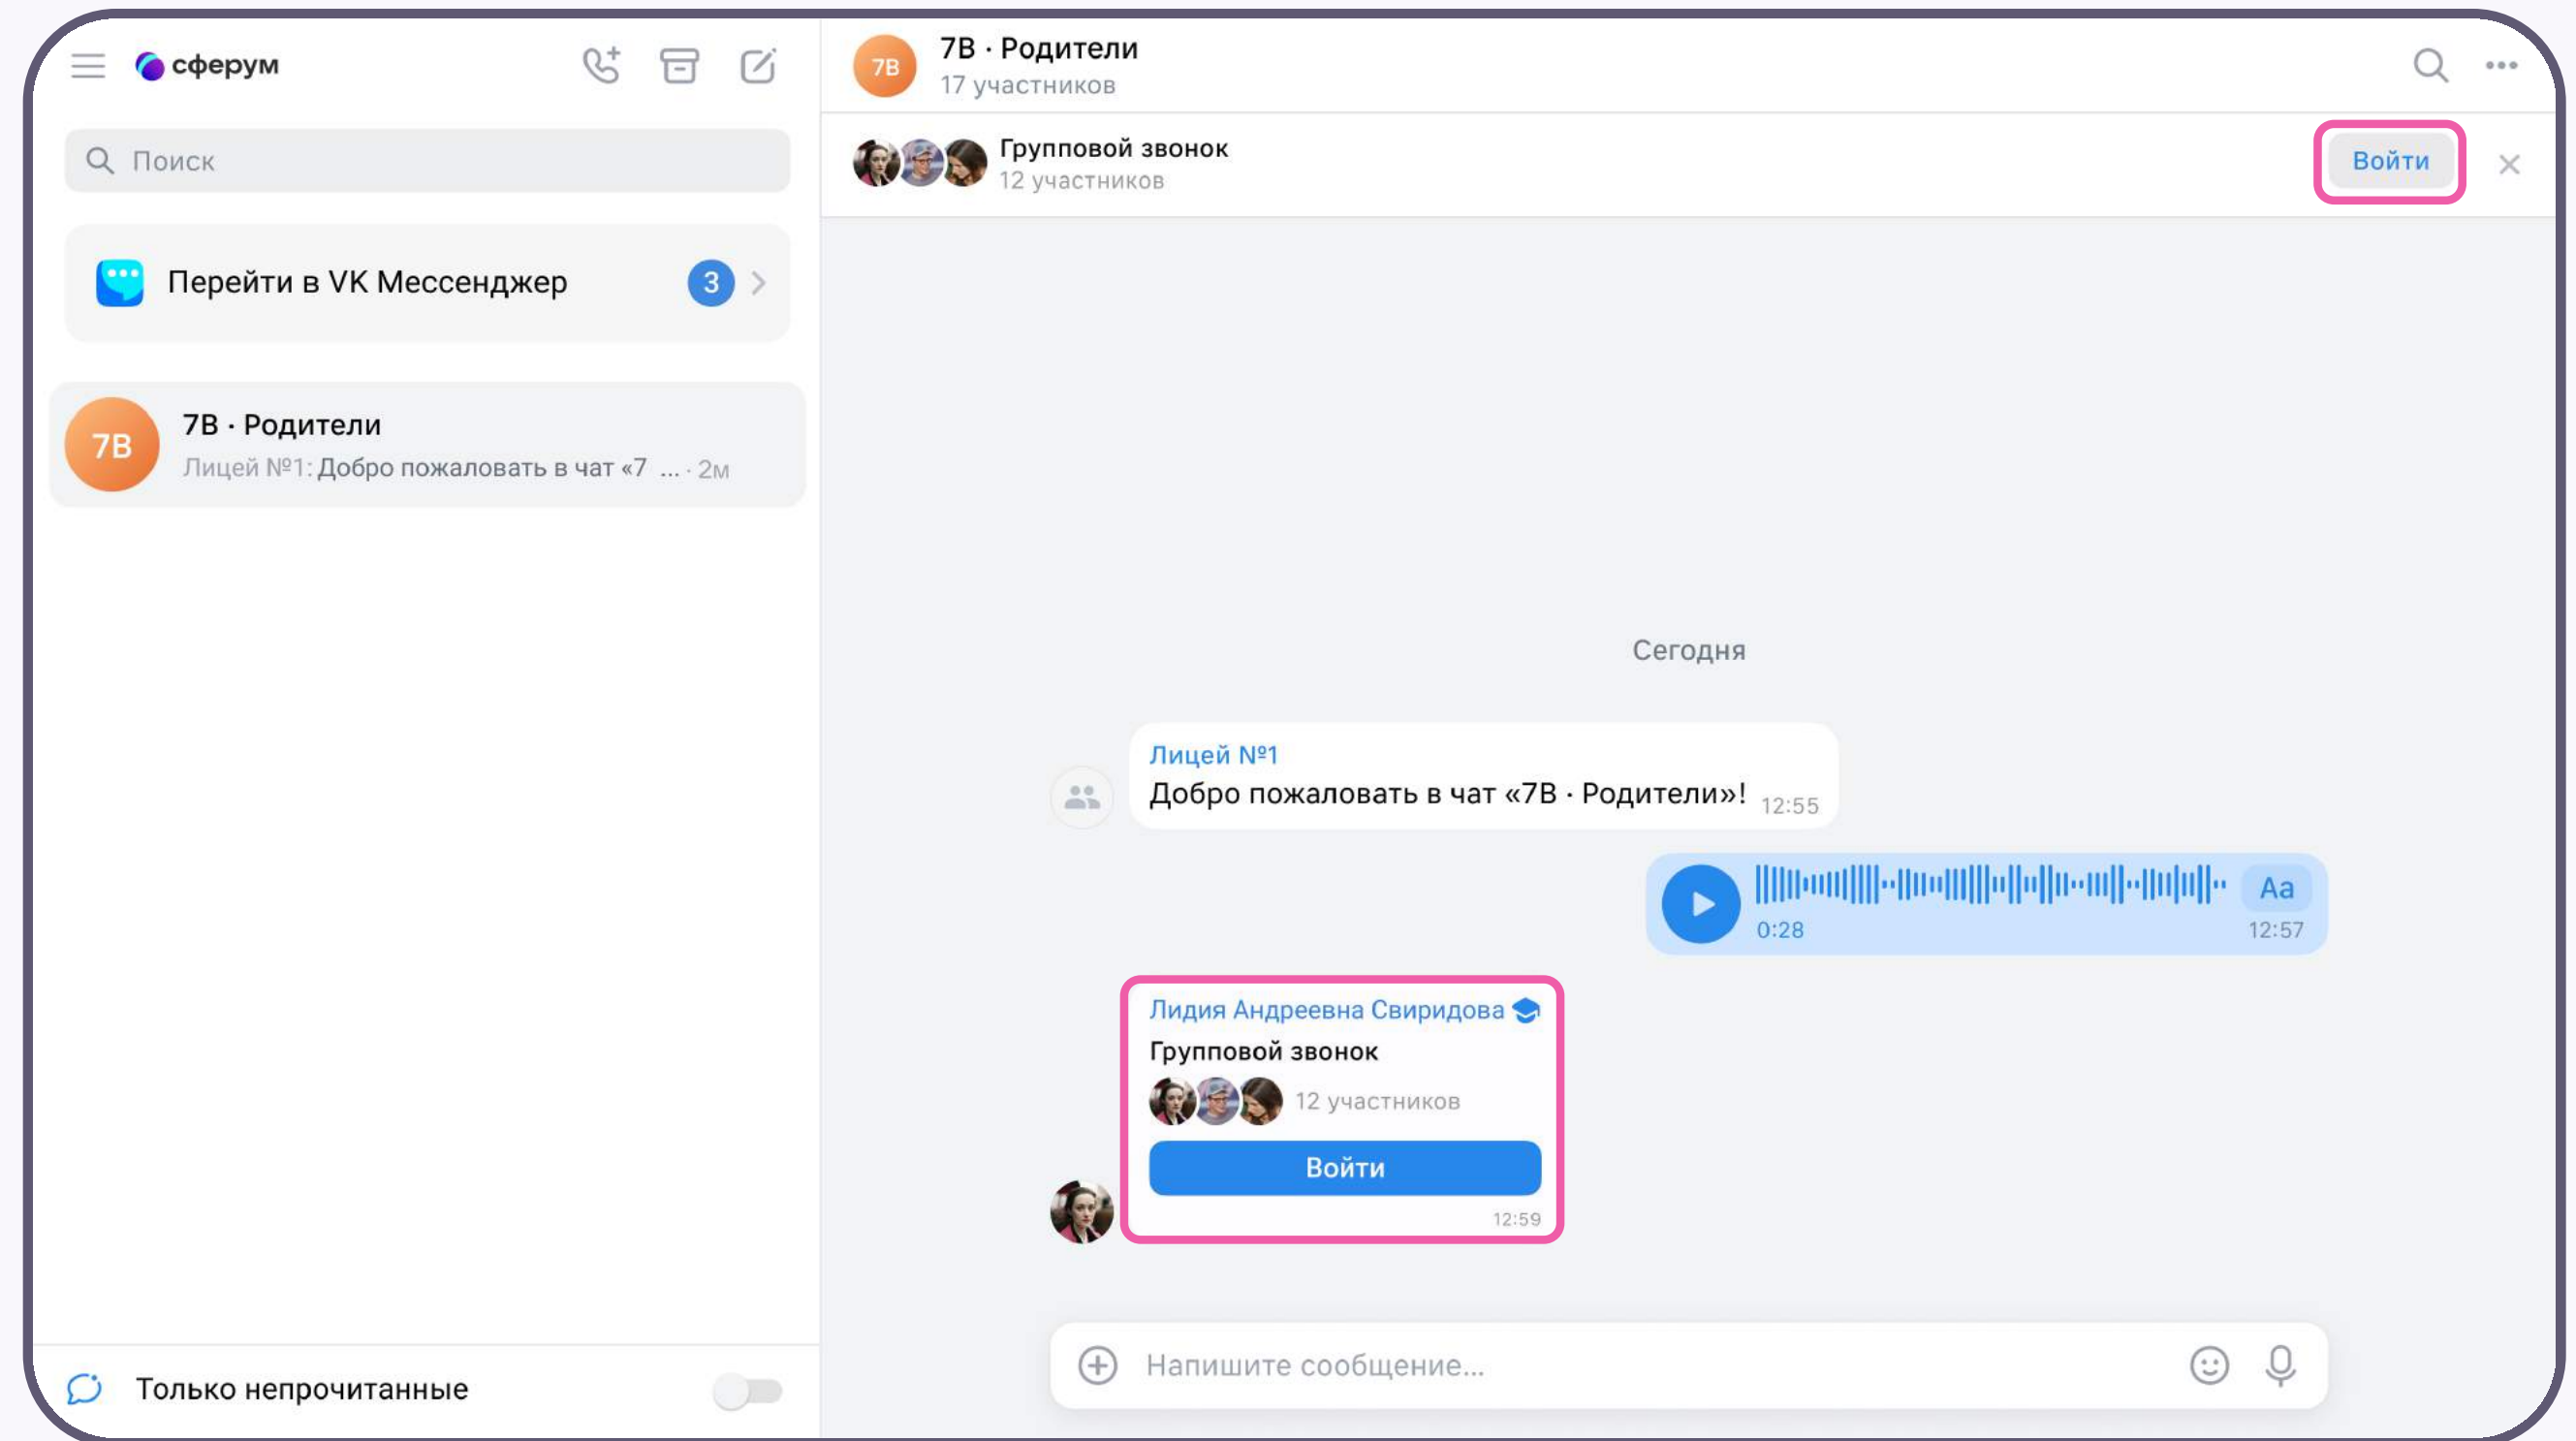 сферум
Поиск
Перейти в VK Мессенджер
3
7В
7В · Родители
Лицей №1: Добро пожаловать в чат «7 ... · 2м
Только непрочитанные
7В
7В · Родители
17 участников
Групповой звонок
12 участников
Войти
Сегодня
Лицей №1
Добро пожаловать в чат «7В · Родители»! 12:55
Aa
0:28
12:57
Лидия Андреевна Свиридова
Групповой звонок
12 участников
Войти
12:59
Напишите сообщение...